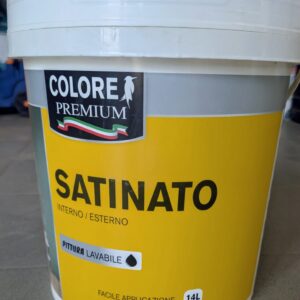 COLORE
PREMIUM
SATINATO
INTERNO / ESTERNO
PITTURA LAVABILE
FACILE APPLICAZIONE
14L